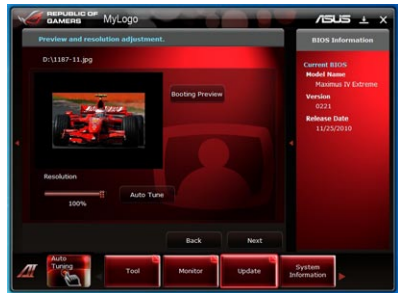 REPUBLIC OF
GAMERS
MyLogo
ASUS
Preview and resolution adjustment.
D:\1187-11.jpg
Booting Preview
Resolution
100%
Auto Tune
Back
Next
BIOS Information
Current BIOS
Model Name
Maximus IV Extreme
Version
0221
Release Date
11/25/2010
Auto
Tuning
Tool
Monitor
Update
System
Information